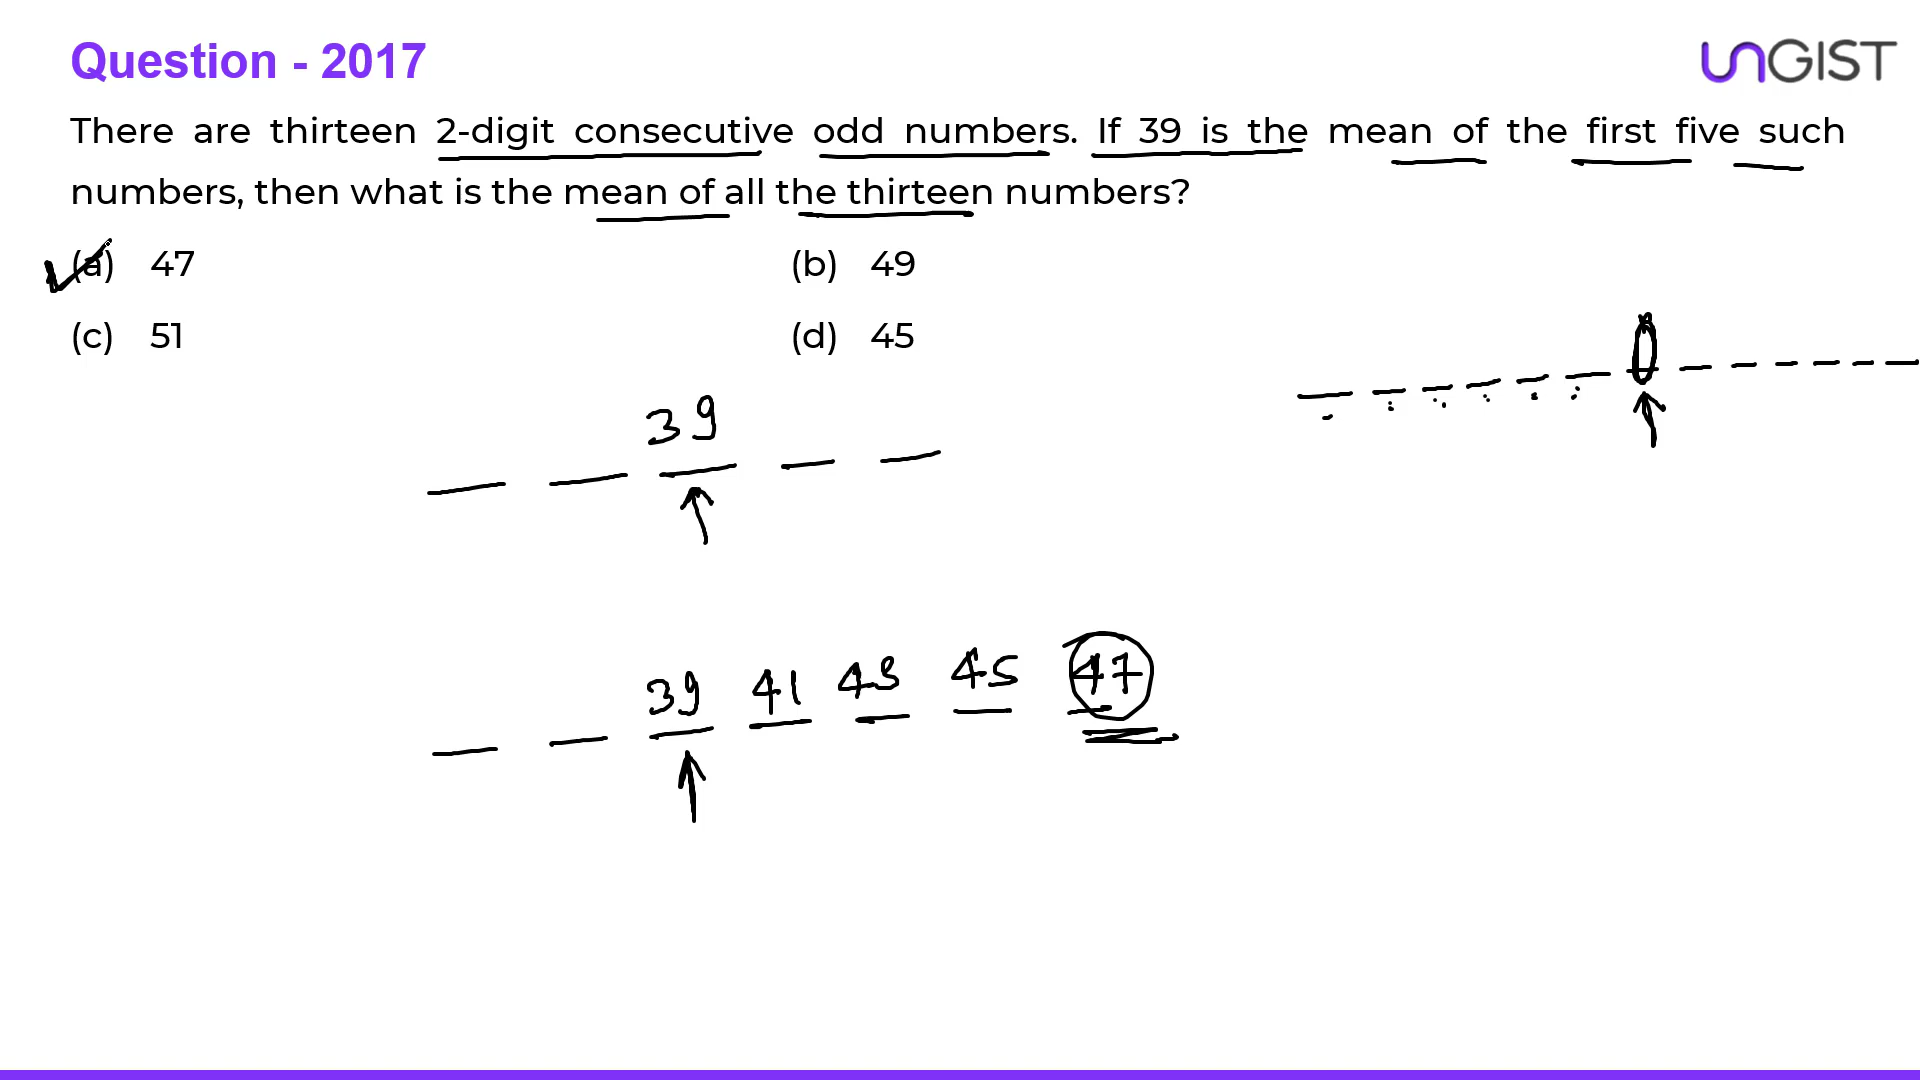 Question - 2017
UNGIST
There are thirteen 2-digit consecutive odd numbers. If 39 is the mean of the first five such
numbers, then what is the mean of all the thirteen numbers?
(a) 47
(b) 49
(c) 51
(d) 45
39
39 41 43 45 47